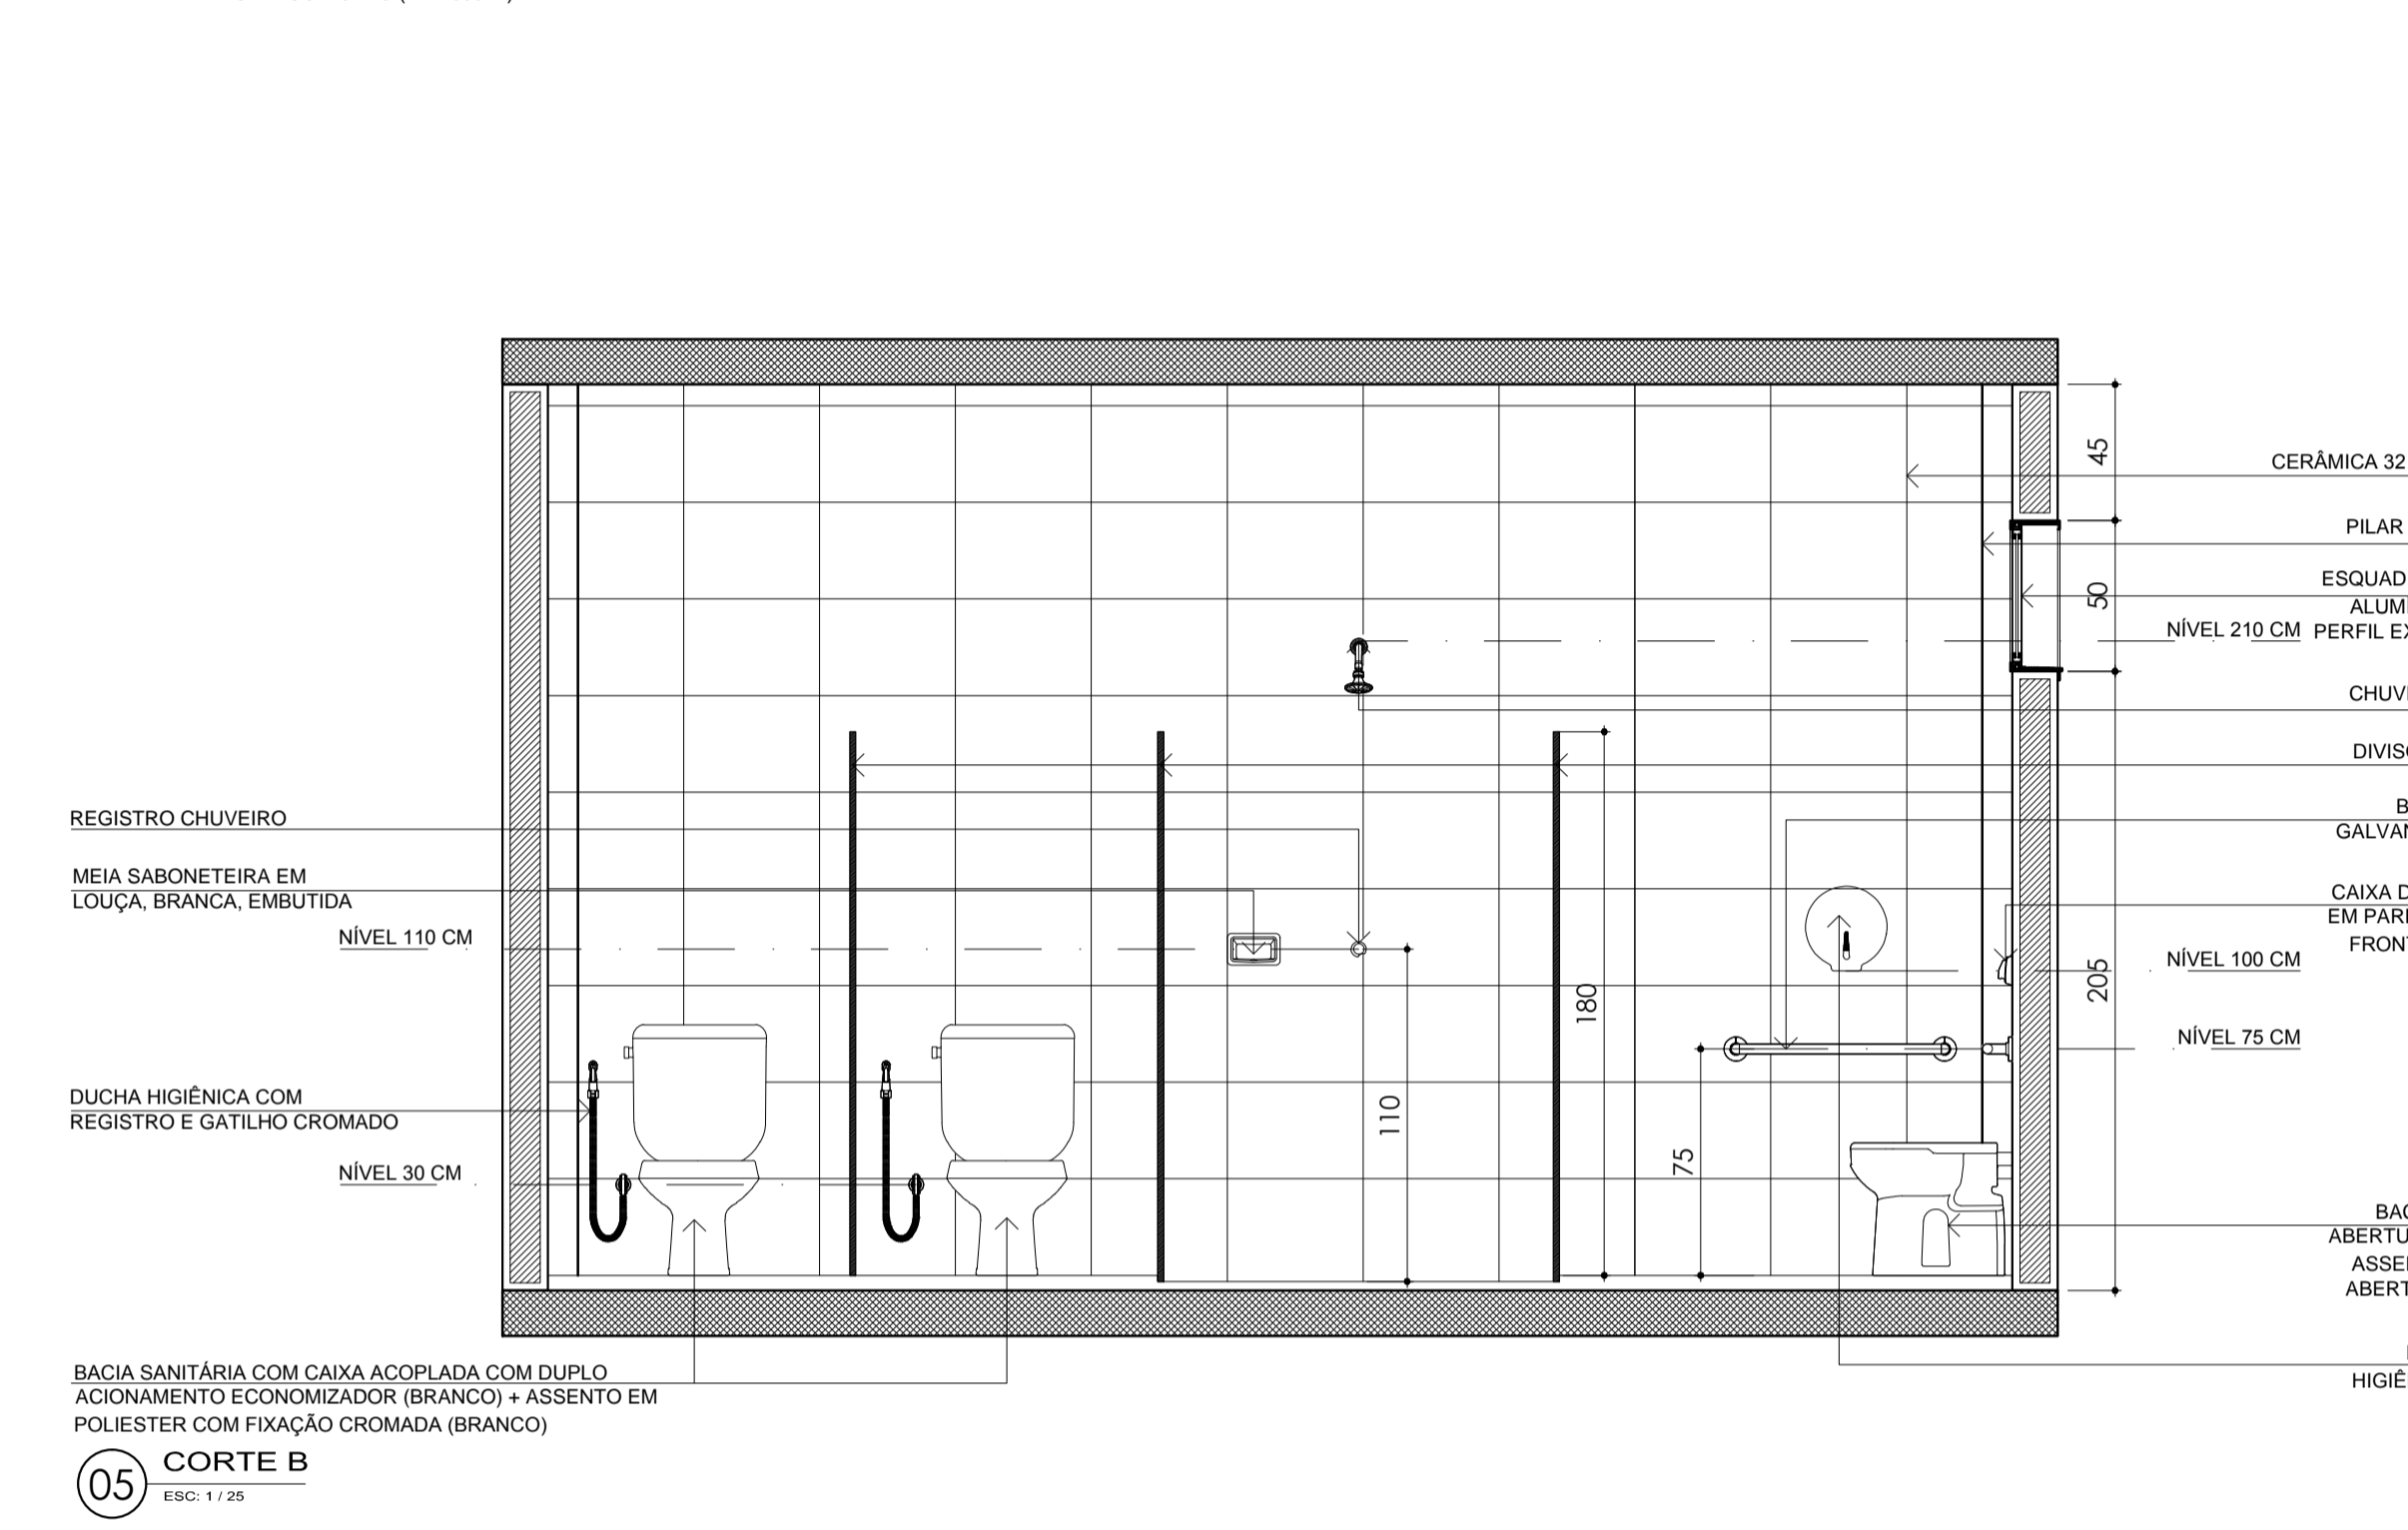 REGISTRO CHUVEIRO
MEIA SABONETEIRA EM
LOUÇA, BRANCA, EMBUTIDA
NÍVEL 110 CM
DUCHA HIGIÊNICA COM
REGISTRO E GATILHO CROMADO
NÍVEL 30 CM
BACIA SANITÁRIA COM CAIXA ACOPLADA COM DUPLO
ACIONAMENTO ECONOMIZADOR (BRANCO) + ASSENTO EM
POLIESTER COM FIXAÇÃO CROMADA (BRANCO)
05
CORTE B
ESC: 1 / 25
110
180
75
45
50
205
CERÂMICA 32
PILAR
ESQUAD
ALUM
NÍVEL 210 CM
PERFIL EX
CHUV
DIVIS
B
GALVAN
CAIXA D
EM PAR
FRON
NÍVEL 100 CM
NÍVEL 75 CM
BAC
ABERTU
ASSE
ABERT
HIGIÊ